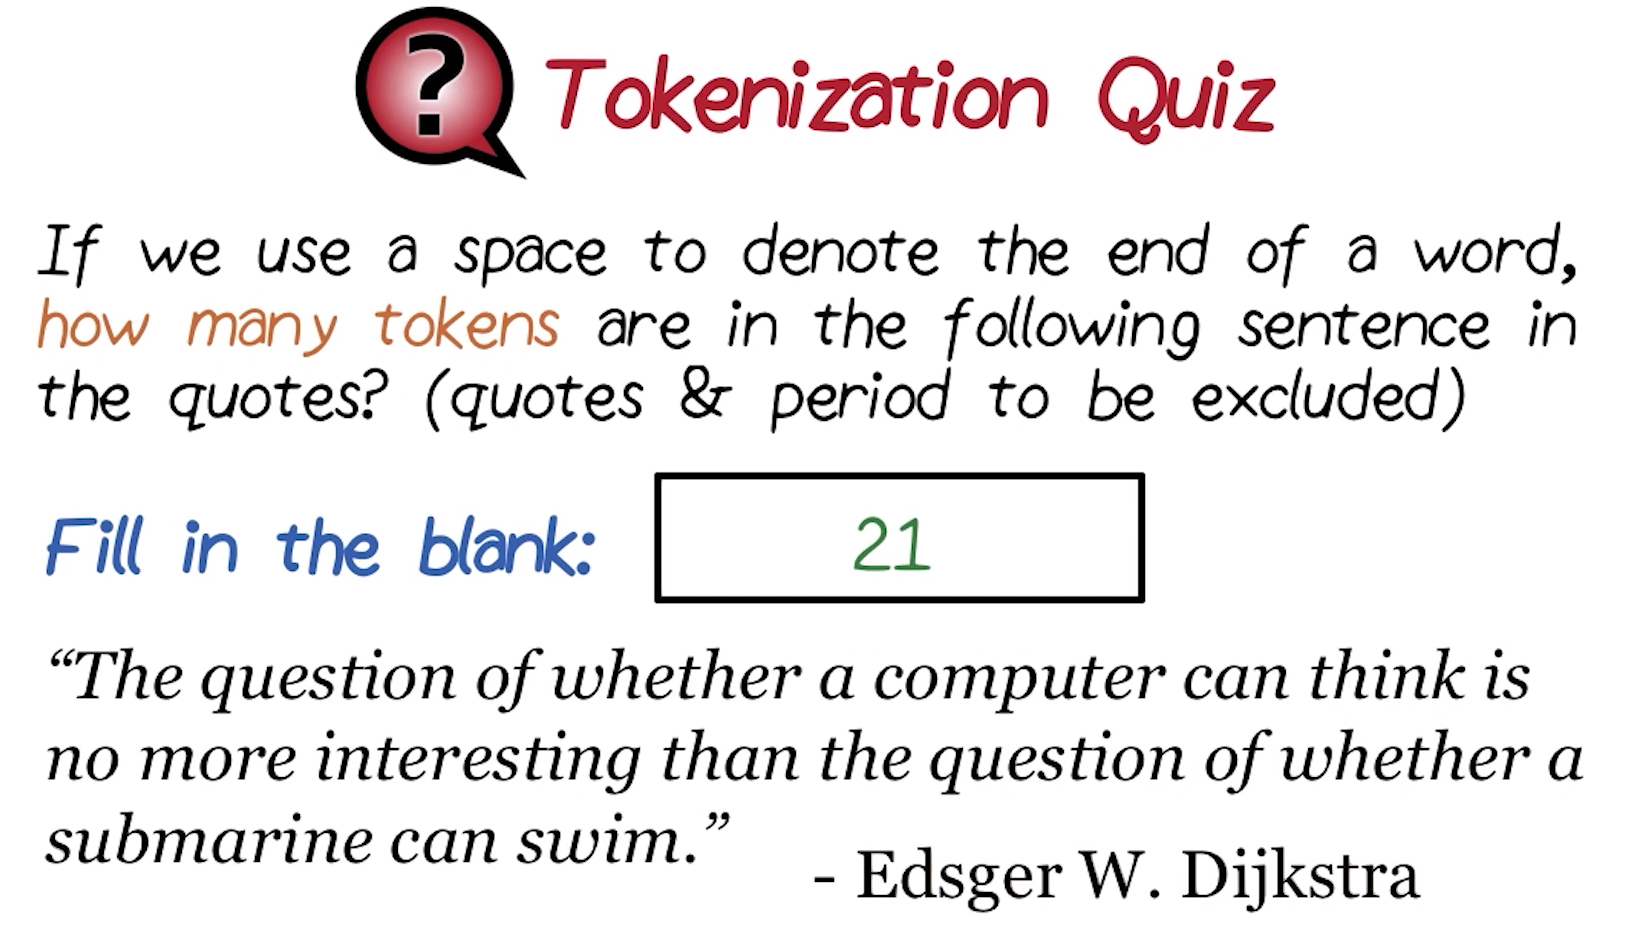 ? Tokenization Quiz
If we use a space to denote the end of a word,
how many tokens are in the following sentence in
the quotes? (quotes & period to be excluded)
Fill in the blank: 21
“The question of whether a computer can think is
no more interesting than the question of whether a
submarine can swim.”
- Edsger W. Dijkstra